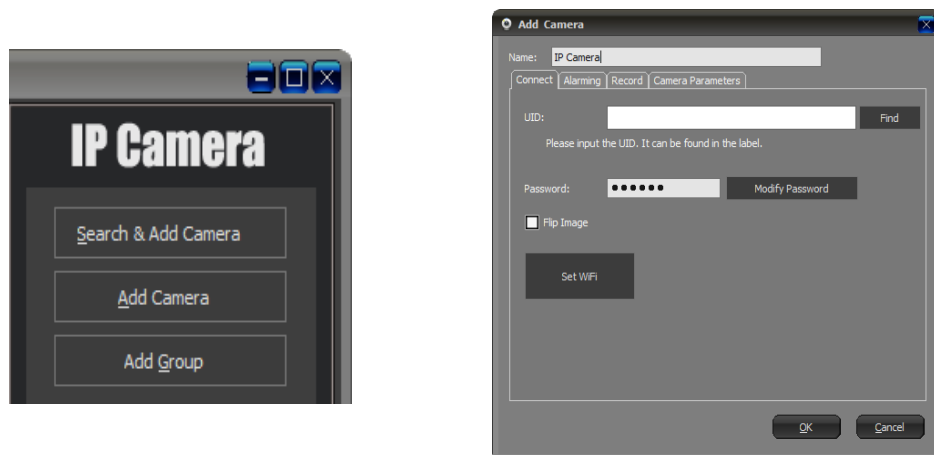 IP Camera
Search & Add Camera
Add Camera
Add Group
Add Camera
Name: IP Camera
Connect Alarming Record Camera Parameters
UID: Find
Please input the UID. It can be found in the label.
Password: ●●●●●● Modify Password
Flip Image
Set WiFi
OK Cancel